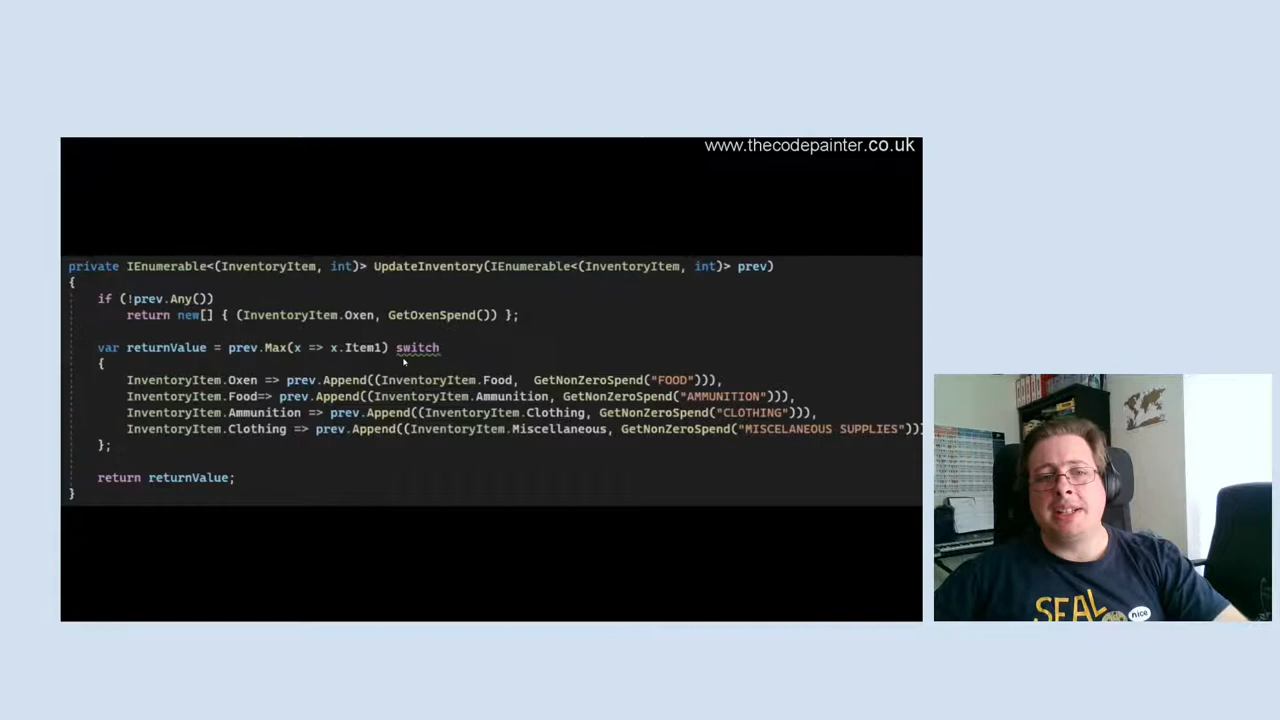 www.thecodepainter.co.uk
private IEnumerable<(InventoryItem, int)> UpdateInventory(IEnumerable<(InventoryItem, int)> prev)
{
if (!prev.Any())
return new[] { (InventoryItem.Oxen, GetOxenSpend()) };
var returnValue = prev.Max(x => x.Item1) switch
{
InventoryItem.Oxen => prev.Append((InventoryItem.Food,  GetNonZeroSpend("FOOD"))),
InventoryItem.Food=> prev.Append((InventoryItem.Ammunition, GetNonZeroSpend("AMMUNITION"))),
InventoryItem.Ammunition => prev.Append((InventoryItem.Clothing, GetNonZeroSpend("CLOTHING"))),
InventoryItem.Clothing => prev.Append((InventoryItem.Miscellaneous, GetNonZeroSpend("MISCELANEOUS SUPPLIES")))
};
return returnValue;
}
SEAL
nice